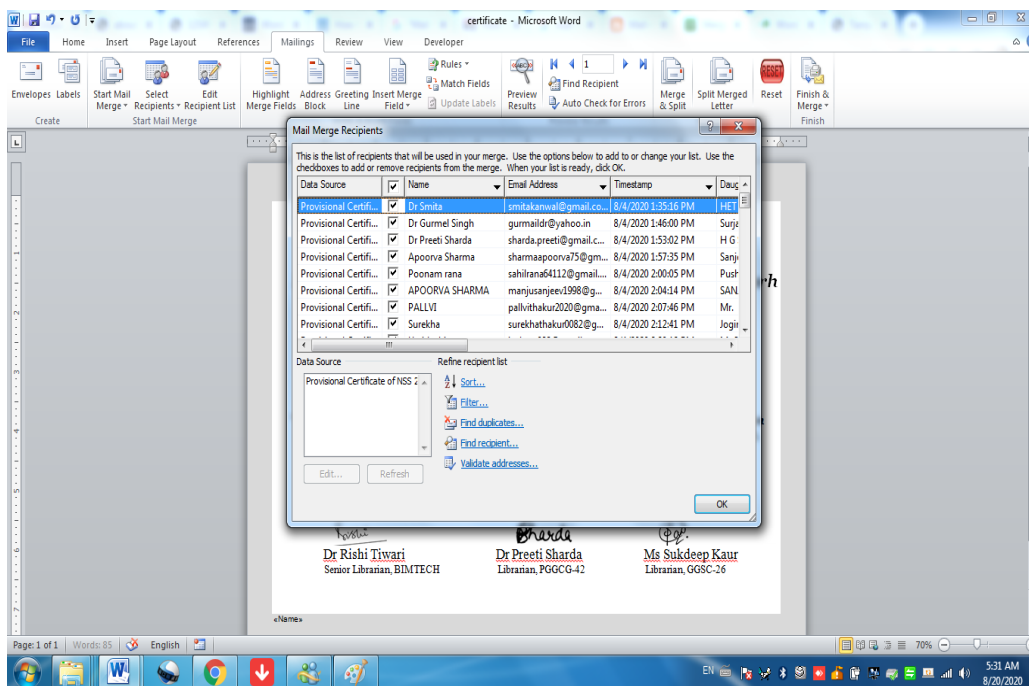 certificate - Microsoft Word
File Home Insert Page Layout References Mailings Review View Developer
Envelopes Labels Start Mail Merge Select Recipients Edit Recipient List Highlight Merge Fields Address Block Greeting Line Insert Merge Field Rules Match Fields Update Labels Preview Results 1 Find Recipient Auto Check for Errors Merge & Split Split Merged Letter RESET Reset Finish & Merge
Create Start Mail Merge Finish
Mail Merge Recipients
This is the list of recipients that will be used in your merge. Use the options below to add to or change your list. Use the
checkboxes to add or remove recipients from the merge. When your list is ready, click OK.
Data Source Name Email Address Timestamp Daug
Provisional Certifi... Dr Smita smitakanwal@gmail.co... 8/4/2020 1:35:16 PM HET
Provisional Certifi... Dr Gurmel Singh gurmaildr@yahoo.in 8/4/2020 1:46:00 PM Surja
Provisional Certifi... Dr Preeti Sharda sharda.preeti@gmail.c... 8/4/2020 1:53:02 PM H G
Provisional Certifi... Apoorva Sharma sharmaapoorva75@gm... 8/4/2020 1:57:35 PM Sanj
Provisional Certifi... Poonam rana sahilrana64112@gmail.... 8/4/2020 2:00:05 PM Push
Provisional Certifi... APOORVA SHARMA manjusanjeev1998@g... 8/4/2020 2:04:14 PM SAN
Provisional Certifi... PALLVI pallvithakur2020@gma... 8/4/2020 2:07:46 PM Mr.
Provisional Certifi... Surekha surekhathakur0082@g... 8/4/2020 2:12:41 PM Jogir
rh
Data Source Refine recipient list
Provisional Certificate of NSS 2
Sort...
Filter...
Find duplicates...
Find recipient...
Validate addresses...
Edit... Refresh
OK
Dr Rishi Tiwari Dr Preeti Sharda Ms Sukdeep Kaur
Senior Librarian, BIMTECH Librarian, PGGCG-42 Librarian, GGSC-26
«Name»
Page: 1 of 1 Words: 85 English 70%
EN 5:31 AM
8/20/2020